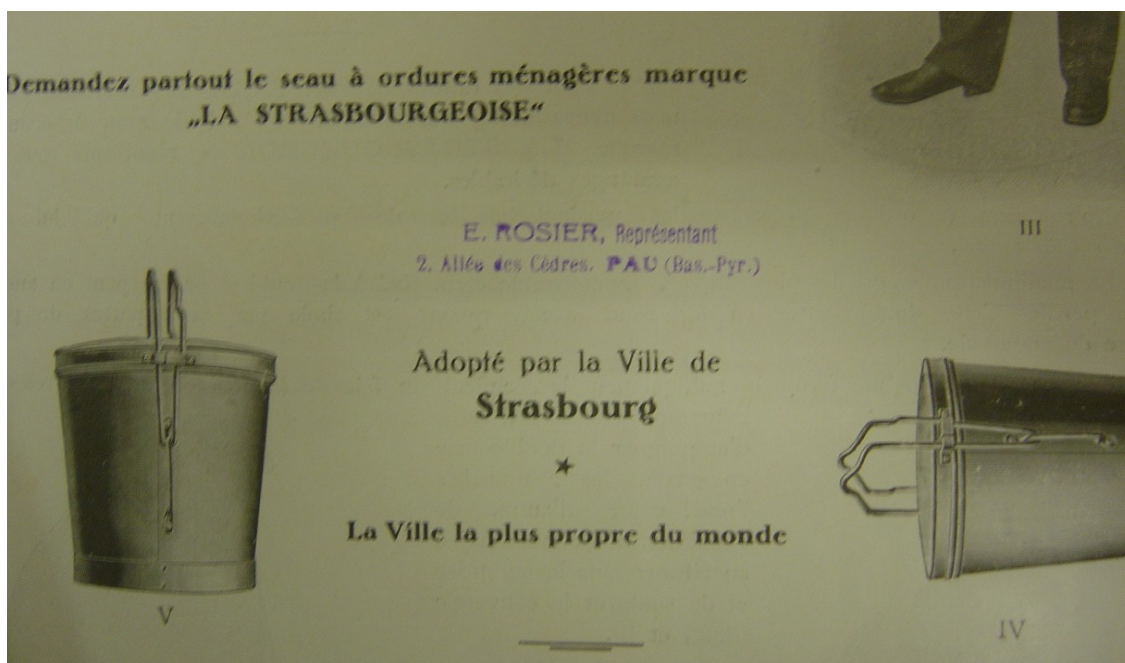 Demandez partout le seau à ordures ménagères marque
„LA STRASBOURGEOISE“
III
E. ROSIER, Représentant
2. Allée des Cèdres. PAU (Bas.-Pyr.)
Adopté par la Ville de
Strasbourg
★
La Ville la plus propre du monde
V
IV